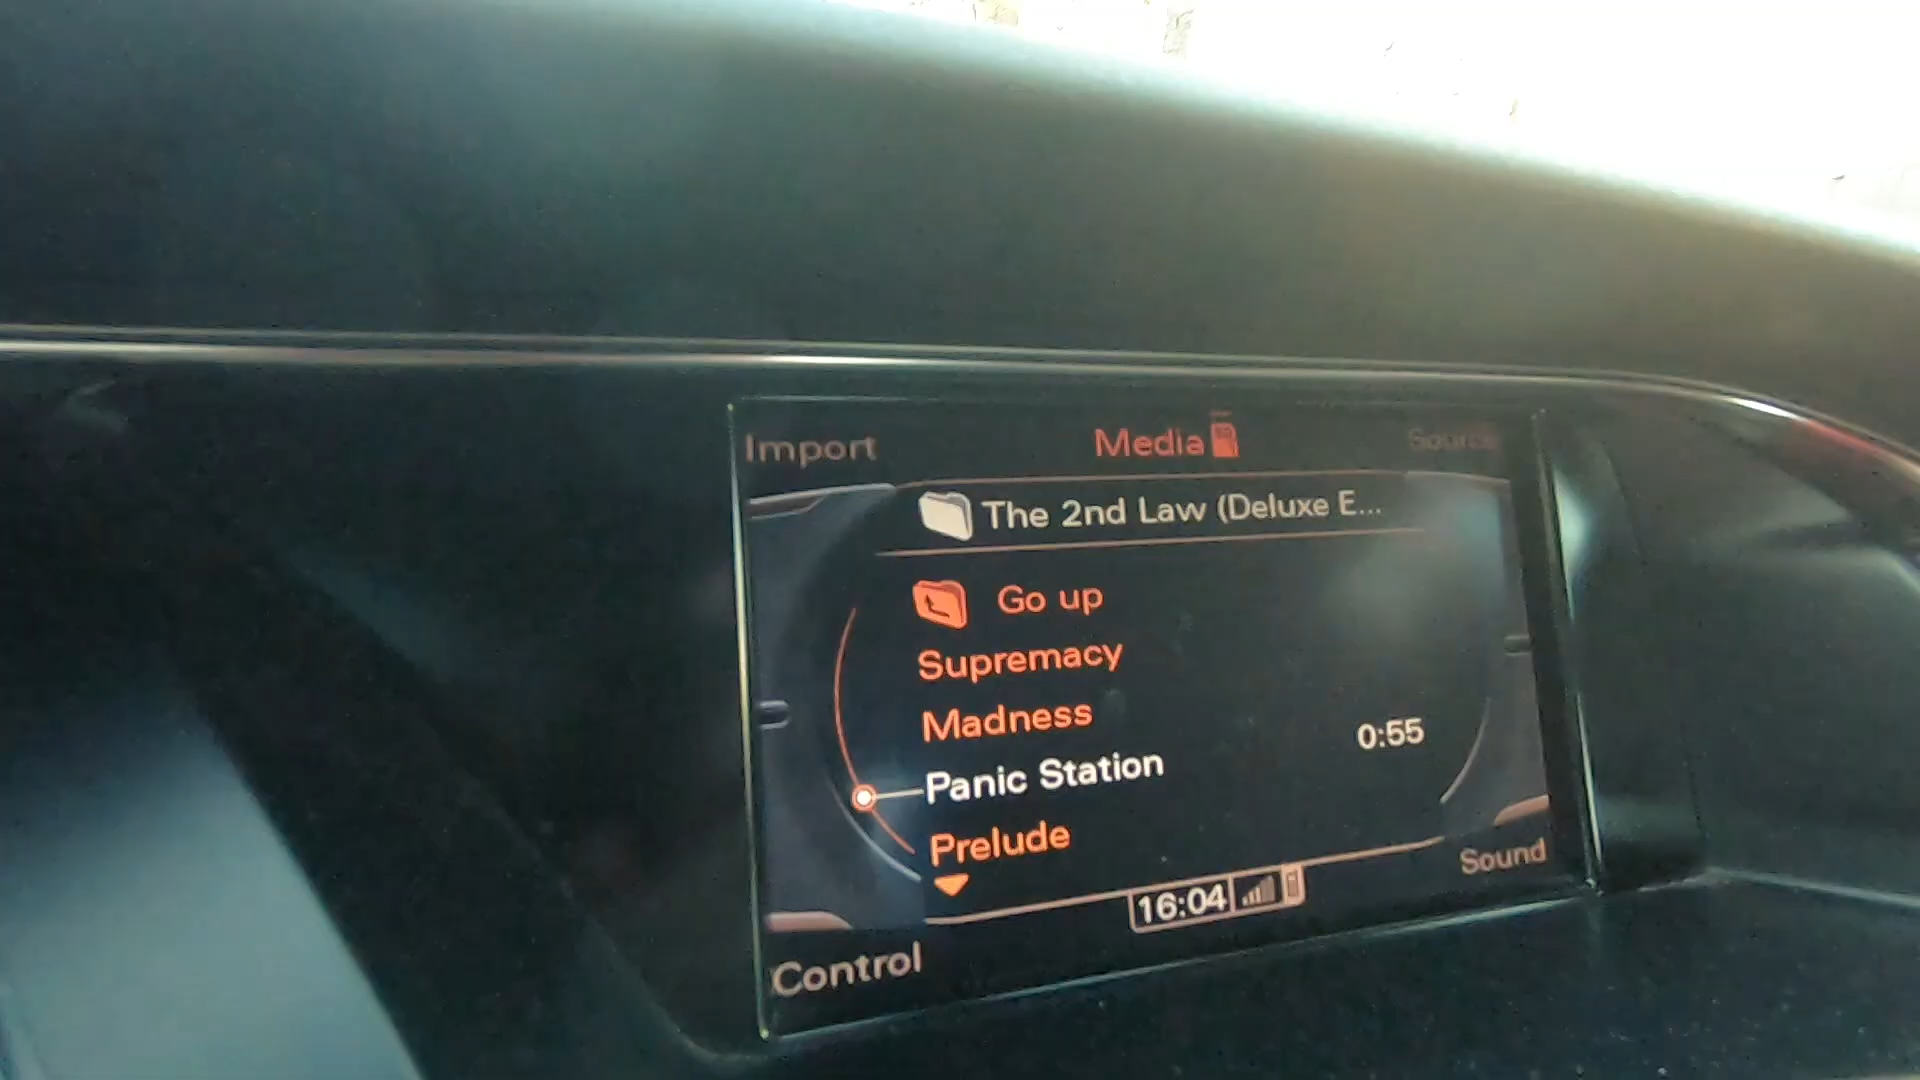 Import
Media
Source
The 2nd Law (Deluxe E...
Go up
Supremacy
Madness
Panic Station
0:55
Prelude
Sound
16:04
Control